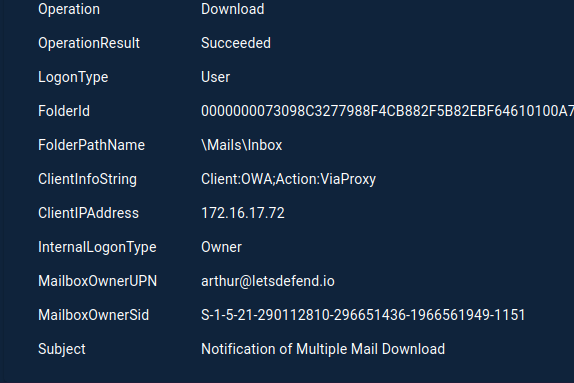 Operation Download
OperationResult Succeeded
LogonType User
FolderId 0000000073098C3277988F4CB882F5B82EBF64610100A7
FolderPathName \Mails\Inbox
ClientInfoString Client:OWA;Action:ViaProxy
ClientIPAddress 172.16.17.72
InternalLogonType Owner
MailboxOwnerUPN arthur@letsdefend.io
MailboxOwnerSid S-1-5-21-290112810-296651436-1966561949-1151
Subject Notification of Multiple Mail Download